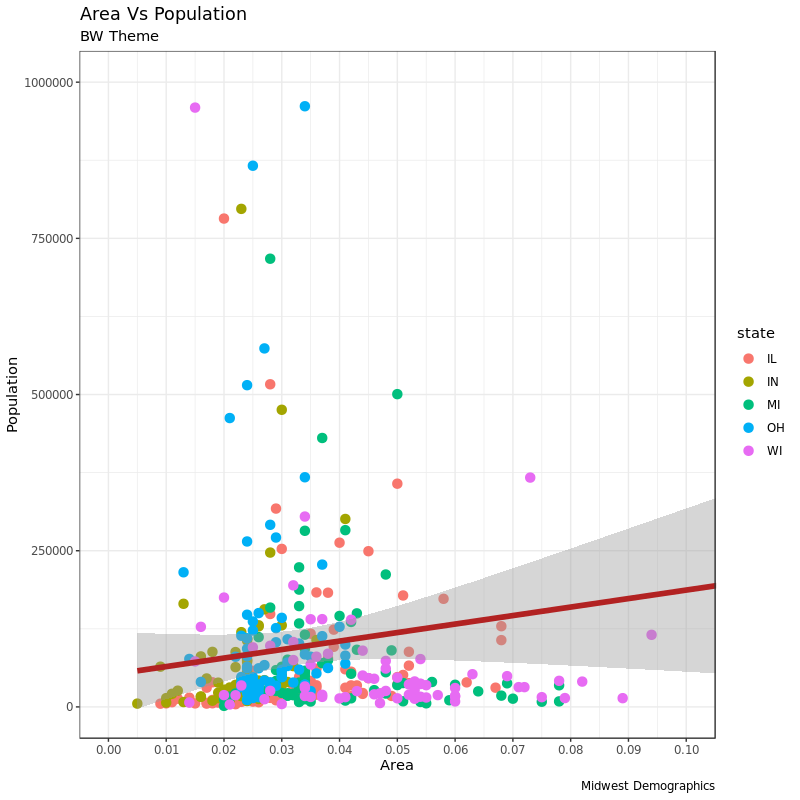 Area Vs Population
BW Theme
1000000
750000
500000
250000
0
Population
0.00 0.01 0.02 0.03 0.04 0.05 0.06 0.07 0.08 0.09 0.10
Area
state
IL
IN
MI
OH
WI
Midwest Demographics